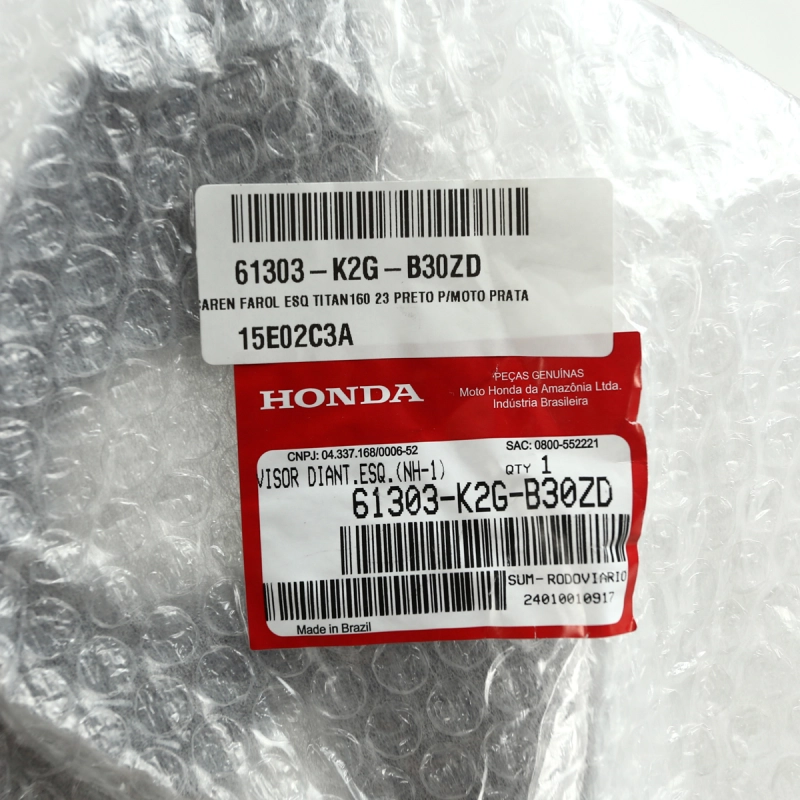 61303-K2G-B30ZD
CAREN FAROL ESQ TITAN160 23 PRETO P/MOTO PRATA
15E02C3A
HONDA
PEÇAS GENUÍNAS
Moto Honda da Amazônia Ltda.
Indústria Brasileira
CNPJ: 04.337.168/0006-52
SAC: 0800-552221
VISOR DIANT.ESQ.(NH-1)
QTY 1
61303-K2G-B30ZD
SUM-RODOVIARIO
24010010917
Made in Brazil